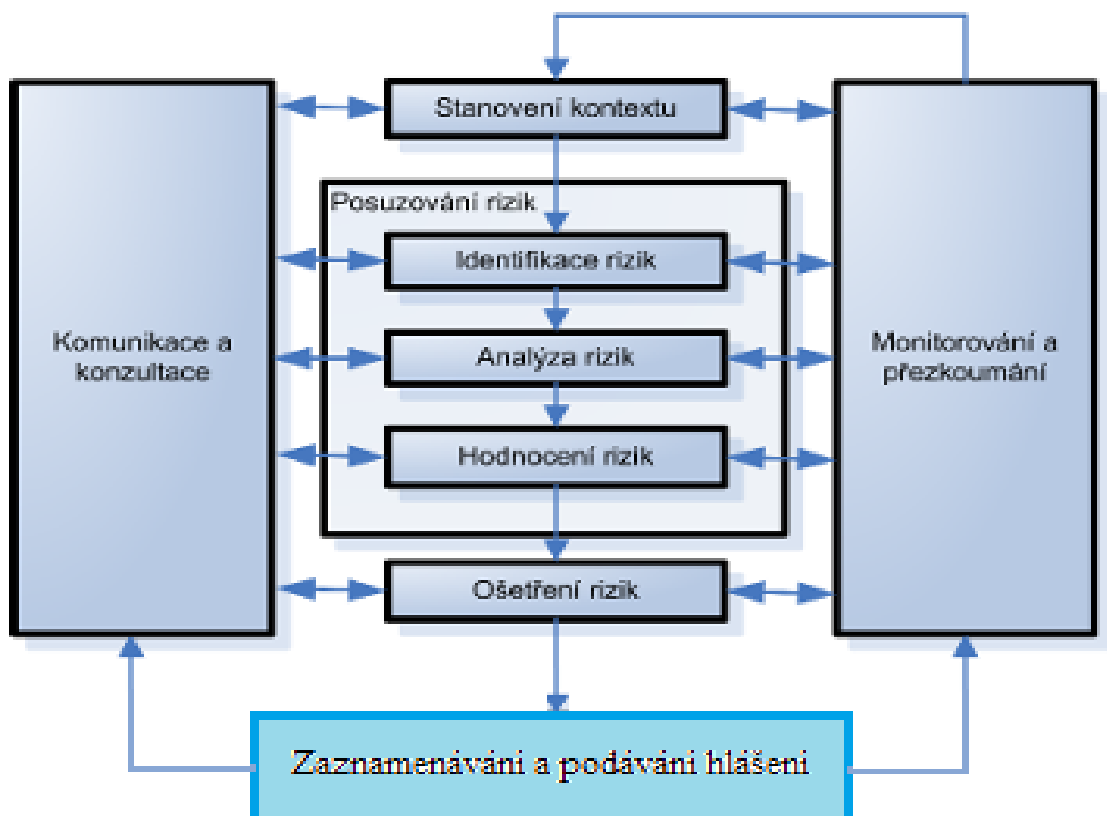 Stanovení kontextu
Posuzování rizik
Identifikace rizik
Komunikace a
konzultace
Analýza rizik
Monitorování a
přezkoumání
Hodnocení rizik
Ošetření rizik
Zaznamenávání a podávání hlášení